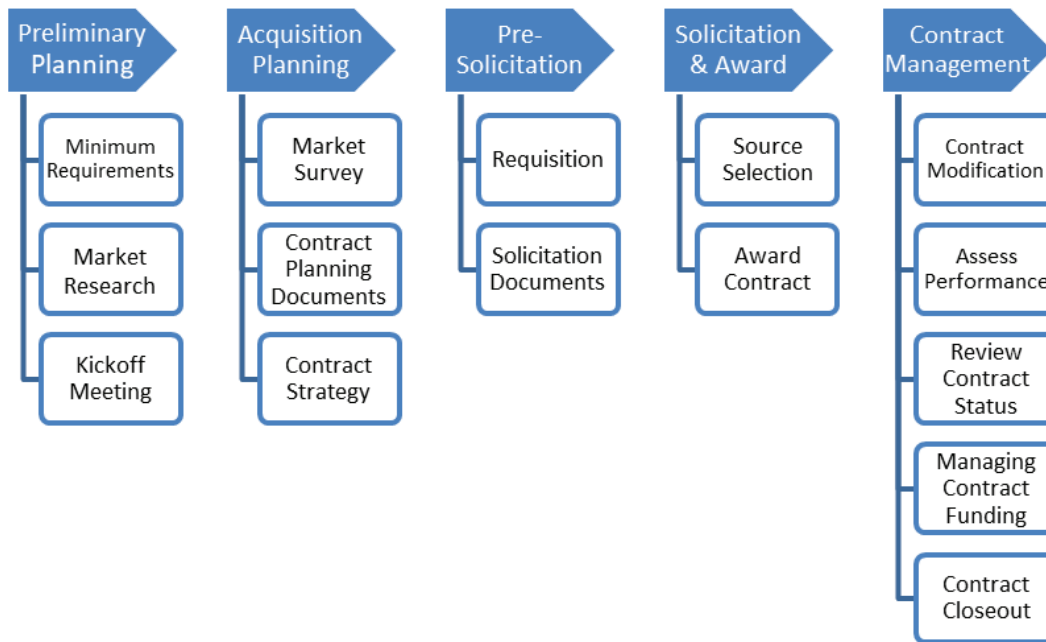 Preliminary
Planning
Minimum
Requirements
Market
Research
Kickoff
Meeting
Acquisition
Planning
Market
Survey
Contract
Planning
Documents
Contract
Strategy
Pre-
Solicitation
Requisition
Solicitation
Documents
Solicitation
& Award
Source
Selection
Award
Contract
Contract
Management
Contract
Modification
Assess
Performance
Review
Contract
Status
Managing
Contract
Funding
Contract
Closeout